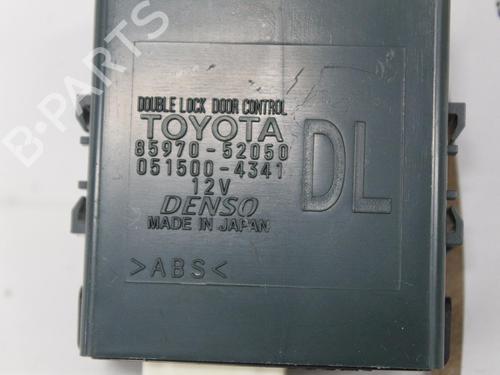 DOUBLE LOCK DOOR CONTROL
TOYOTA
85970-52050
051500-4341
12V
DENSO
MADE IN JAPAN
DL
>ABS<
B-PARTS